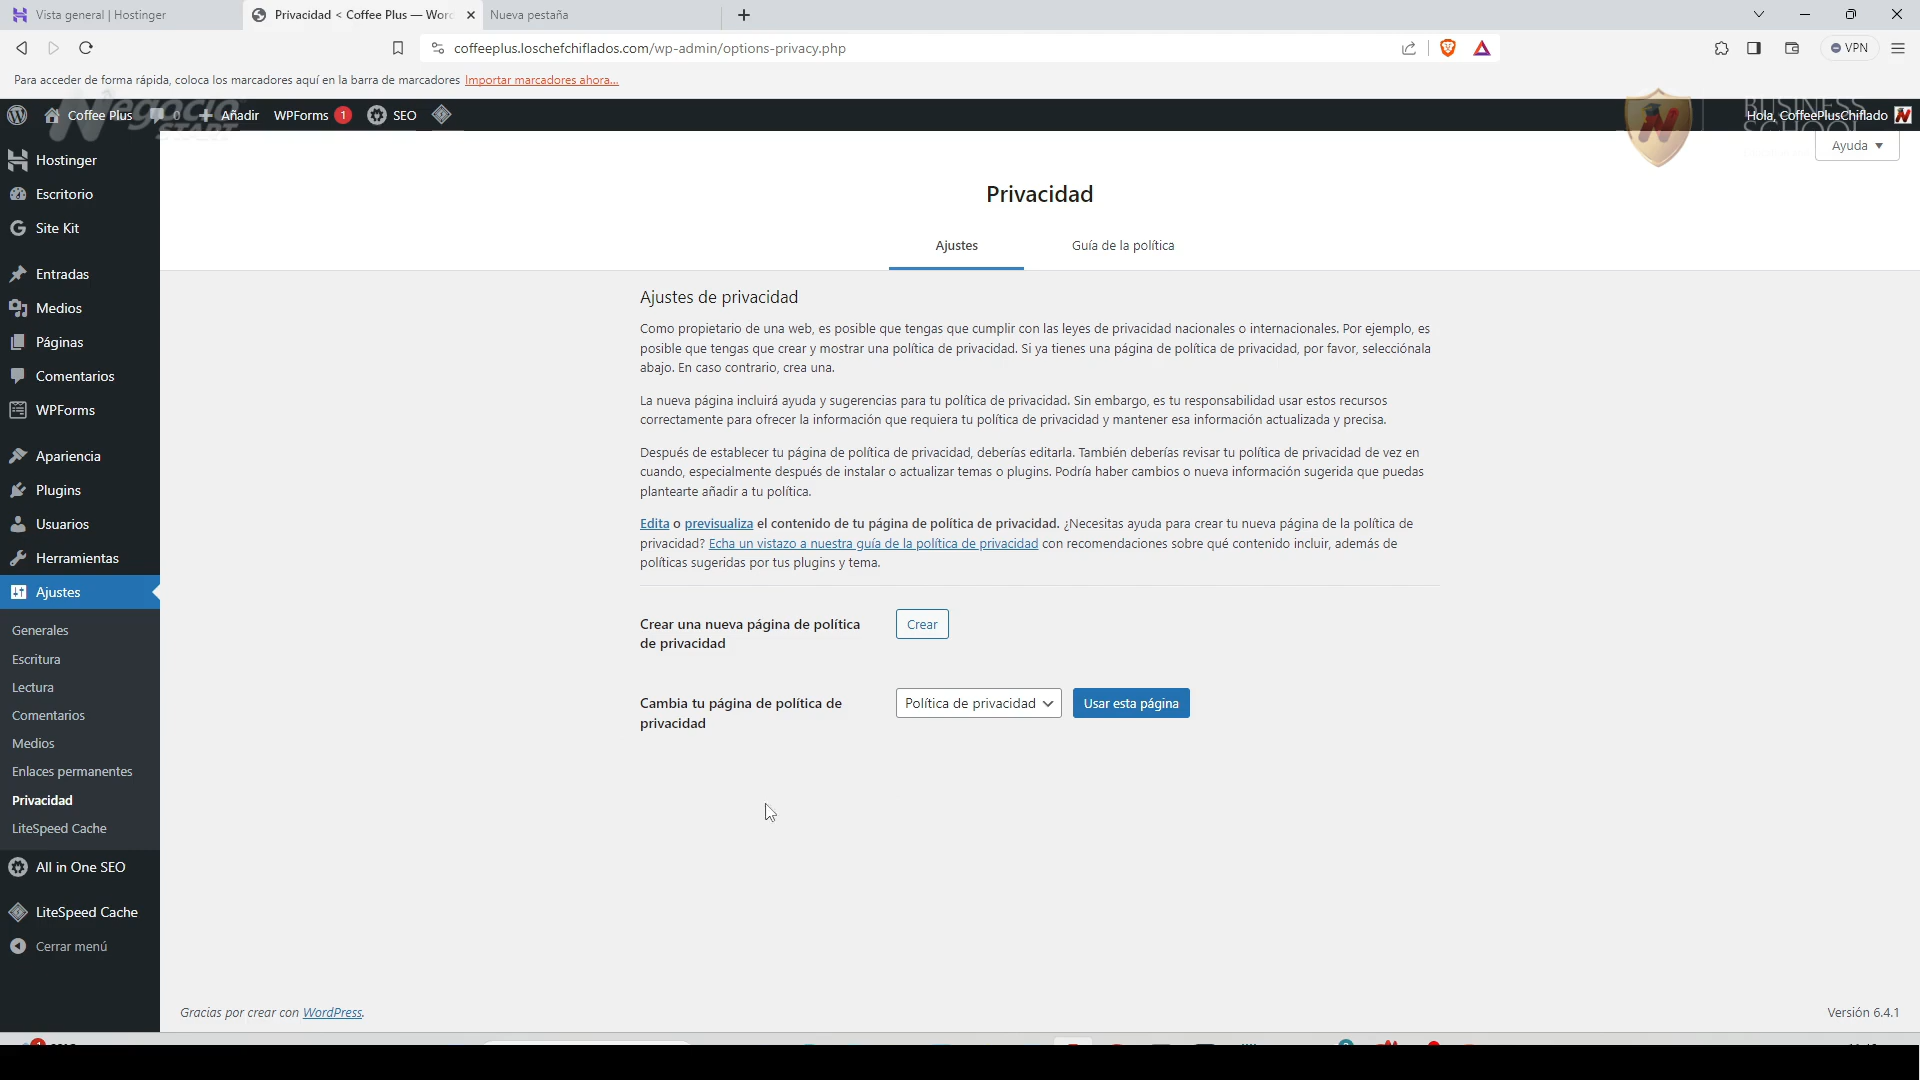 Vista general | Hostinger
Privacidad < Coffee Plus — Word
Nueva pestaña
coffeeplus.loschefchiflados.com/wp-admin/options-privacy.php
VPN
Para acceder de forma rápida, coloca los marcadores aquí en la barra de marcadores Importar marcadores ahora...
Coffee Plus
0
Añadir
WPForms 1
SEO
Hola, CoffeePlusChiflado
Negocio
START
BUSINESS
SCHOOL
Ayuda
Hostinger
Escritorio
Site Kit
Entradas
Medios
Páginas
Comentarios
WPForms
Apariencia
Plugins
Usuarios
Herramientas
Ajustes
Generales
Escritura
Lectura
Comentarios
Medios
Enlaces permanentes
Privacidad
LiteSpeed Cache
All in One SEO
LiteSpeed Cache
Cerrar menú
Privacidad
Ajustes
Guía de la política
Ajustes de privacidad
Como propietario de una web, es posible que tengas que cumplir con las leyes de privacidad nacionales o internacionales. Por ejemplo, es
posible que tengas que crear y mostrar una política de privacidad. Si ya tienes una página de política de privacidad, por favor, selecciónala
abajo. En caso contrario, crea una.
La nueva página incluirá ayuda y sugerencias para tu política de privacidad. Sin embargo, es tu responsabilidad usar estos recursos
correctamente para ofrecer la información que requiera tu política de privacidad y mantener esa información actualizada y precisa.
Después de establecer tu página de política de privacidad, deberías editarla. También deberías revisar tu política de privacidad de vez en
cuando, especialmente después de instalar o actualizar temas o plugins. Podría haber cambios o nueva información sugerida que puedas
plantearte añadir a tu política.
Edita o previsualiza el contenido de tu página de política de privacidad. ¿Necesitas ayuda para crear tu nueva página de la política de
privacidad? Echa un vistazo a nuestra guía de la política de privacidad con recomendaciones sobre qué contenido incluir, además de
políticas sugeridas por tus plugins y tema.
Crear una nueva página de política
de privacidad
Crear
Cambia tu página de política de
privacidad
Política de privacidad
Usar esta página
Gracias por crear con WordPress.
Versión 6.4.1